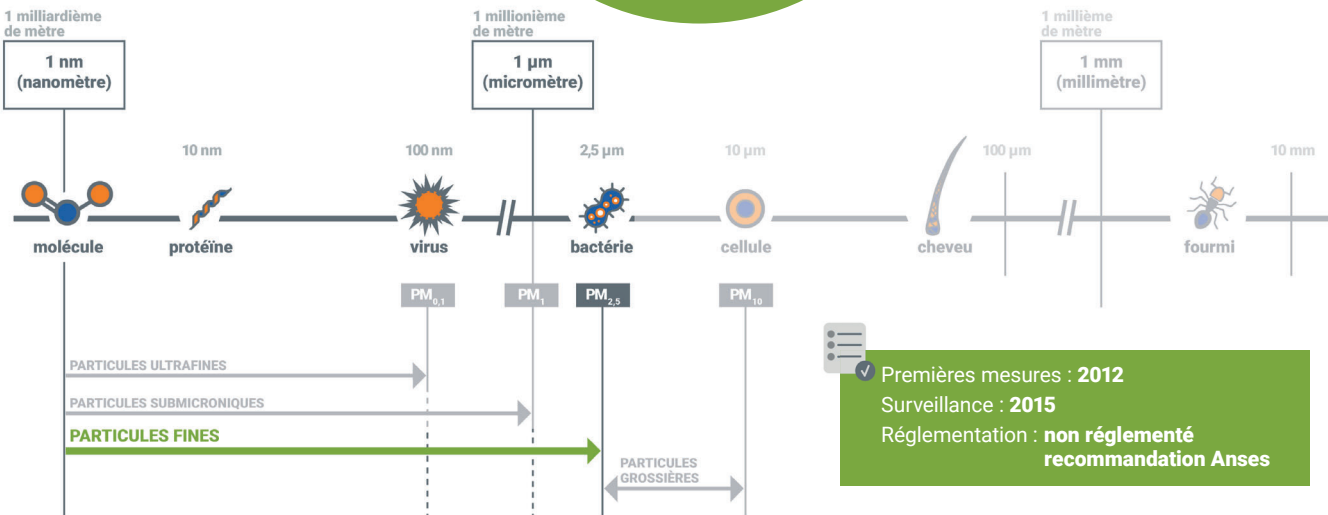 1 milliardième
de mètre
1 nm
(nanomètre)
1 millionième
de mètre
1 µm
(micromètre)
1 millième
de mètre
1 mm
(millimètre)
10 nm
100 nm
2,5 µm
10 µm
100 µm
10 mm
molécule
protéïne
virus
bactérie
cellule
cheveu
fourmi
PM0,1
PM1
PM2,5
PM10
PARTICULES ULTRAFINES
PARTICULES SUBMICRONIQUES
PARTICULES FINES
PARTICULES
GROSSIÈRES
Premières mesures : 2012
Surveillance : 2015
Réglementation : non réglementé
recommandation Anses